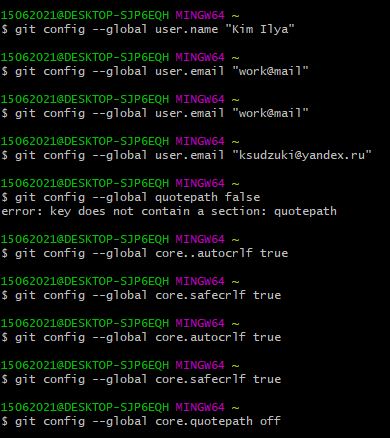 15062021@DESKTOP-SJP6EQH MINGW64 ~
$ git config --global user.name "Kim Ilya"
15062021@DESKTOP-SJP6EQH MINGW64 ~
$ git config --global user.email "work@mail"
15062021@DESKTOP-SJP6EQH MINGW64 ~
$ git config --global user.email "work@mail"
15062021@DESKTOP-SJP6EQH MINGW64 ~
$ git config --global user.email "ksudzuki@yandex.ru"
15062021@DESKTOP-SJP6EQH MINGW64 ~
$ git config --global quotepath false
error: key does not contain a section: quotepath
15062021@DESKTOP-SJP6EQH MINGW64 ~
$ git config --global core..autocrlf true
15062021@DESKTOP-SJP6EQH MINGW64 ~
$ git config --global core.safecrlf true
15062021@DESKTOP-SJP6EQH MINGW64 ~
$ git config --global core.autocrlf true
15062021@DESKTOP-SJP6EQH MINGW64 ~
$ git config --global core.safecrlf true
15062021@DESKTOP-SJP6EQH MINGW64 ~
$ git config --global core.quotepath off